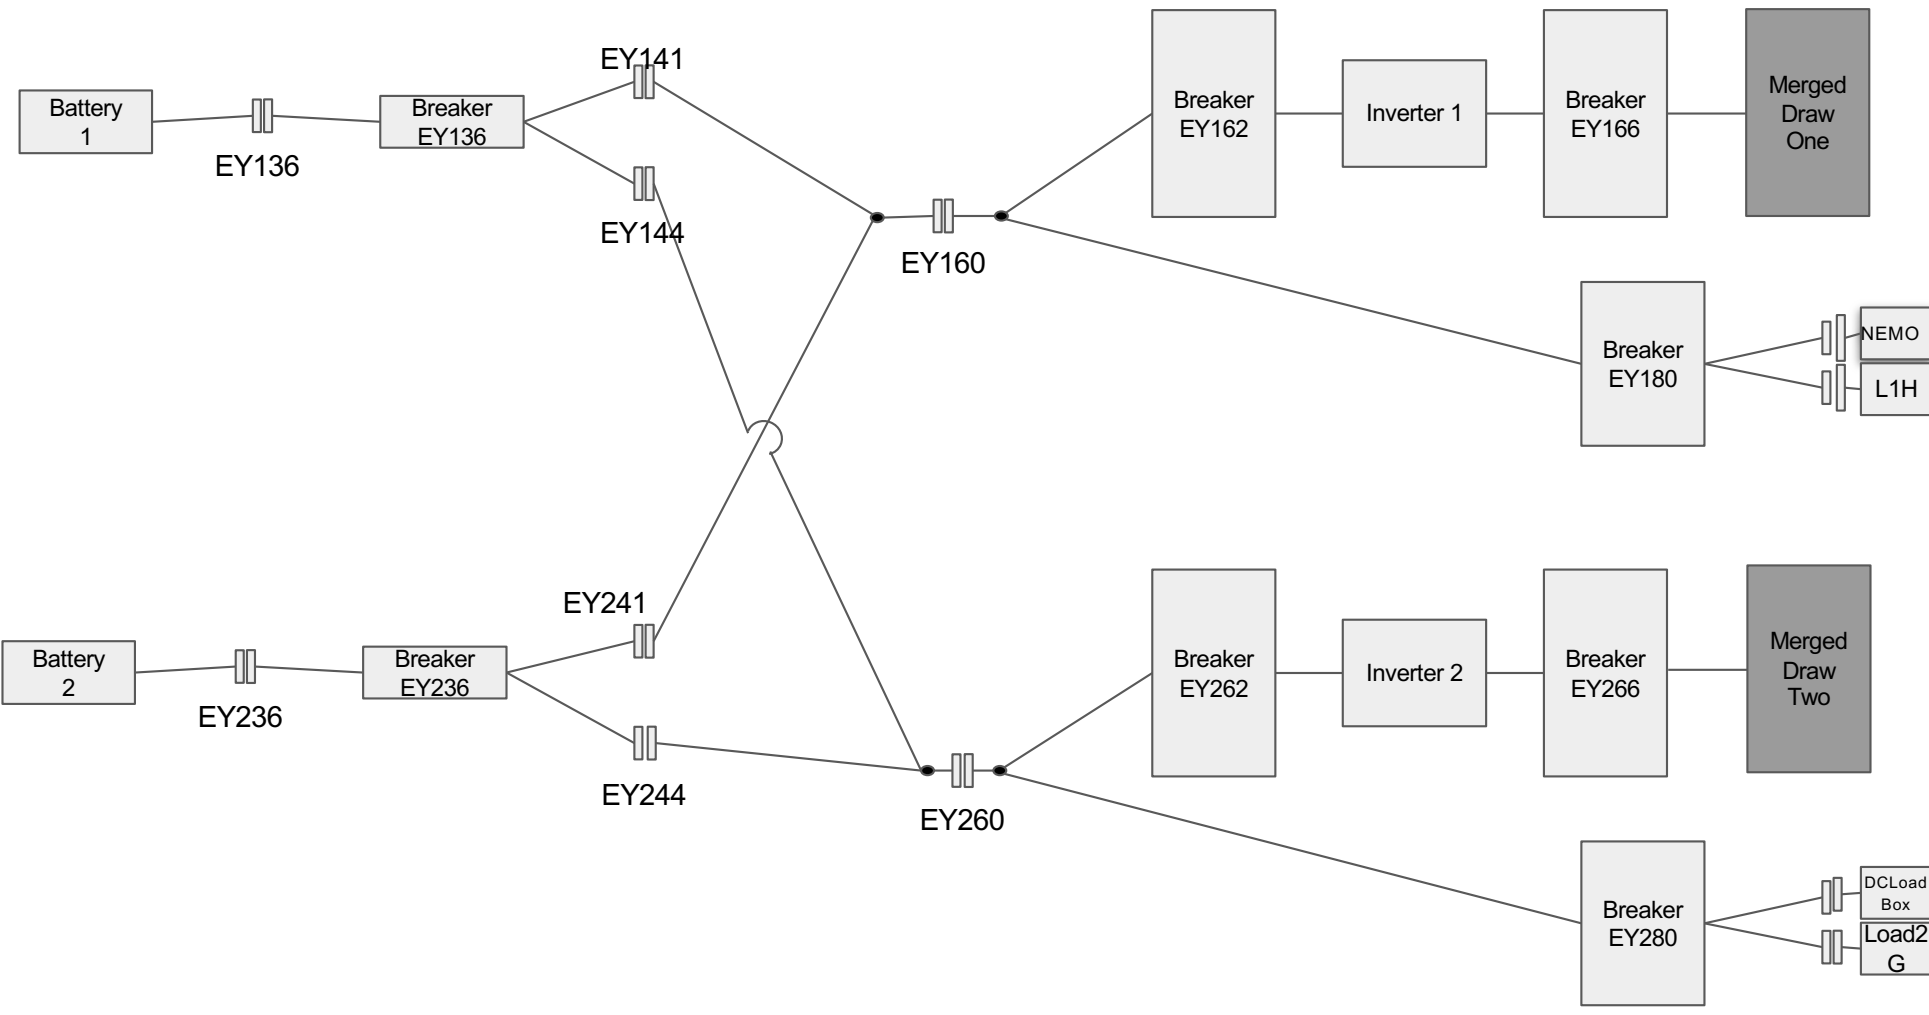 EY141
Battery
1
EY136
Breaker
EY136
EY144
EY160
Breaker
EY162
Inverter 1
Breaker
EY166
Merged
Draw
One
Breaker
EY180
NEMO
L1H
Battery
2
EY236
Breaker
EY236
EY241
EY244
EY260
Breaker
EY262
Inverter 2
Breaker
EY266
Merged
Draw
Two
Breaker
EY280
DCLoad
Box
Load2
G